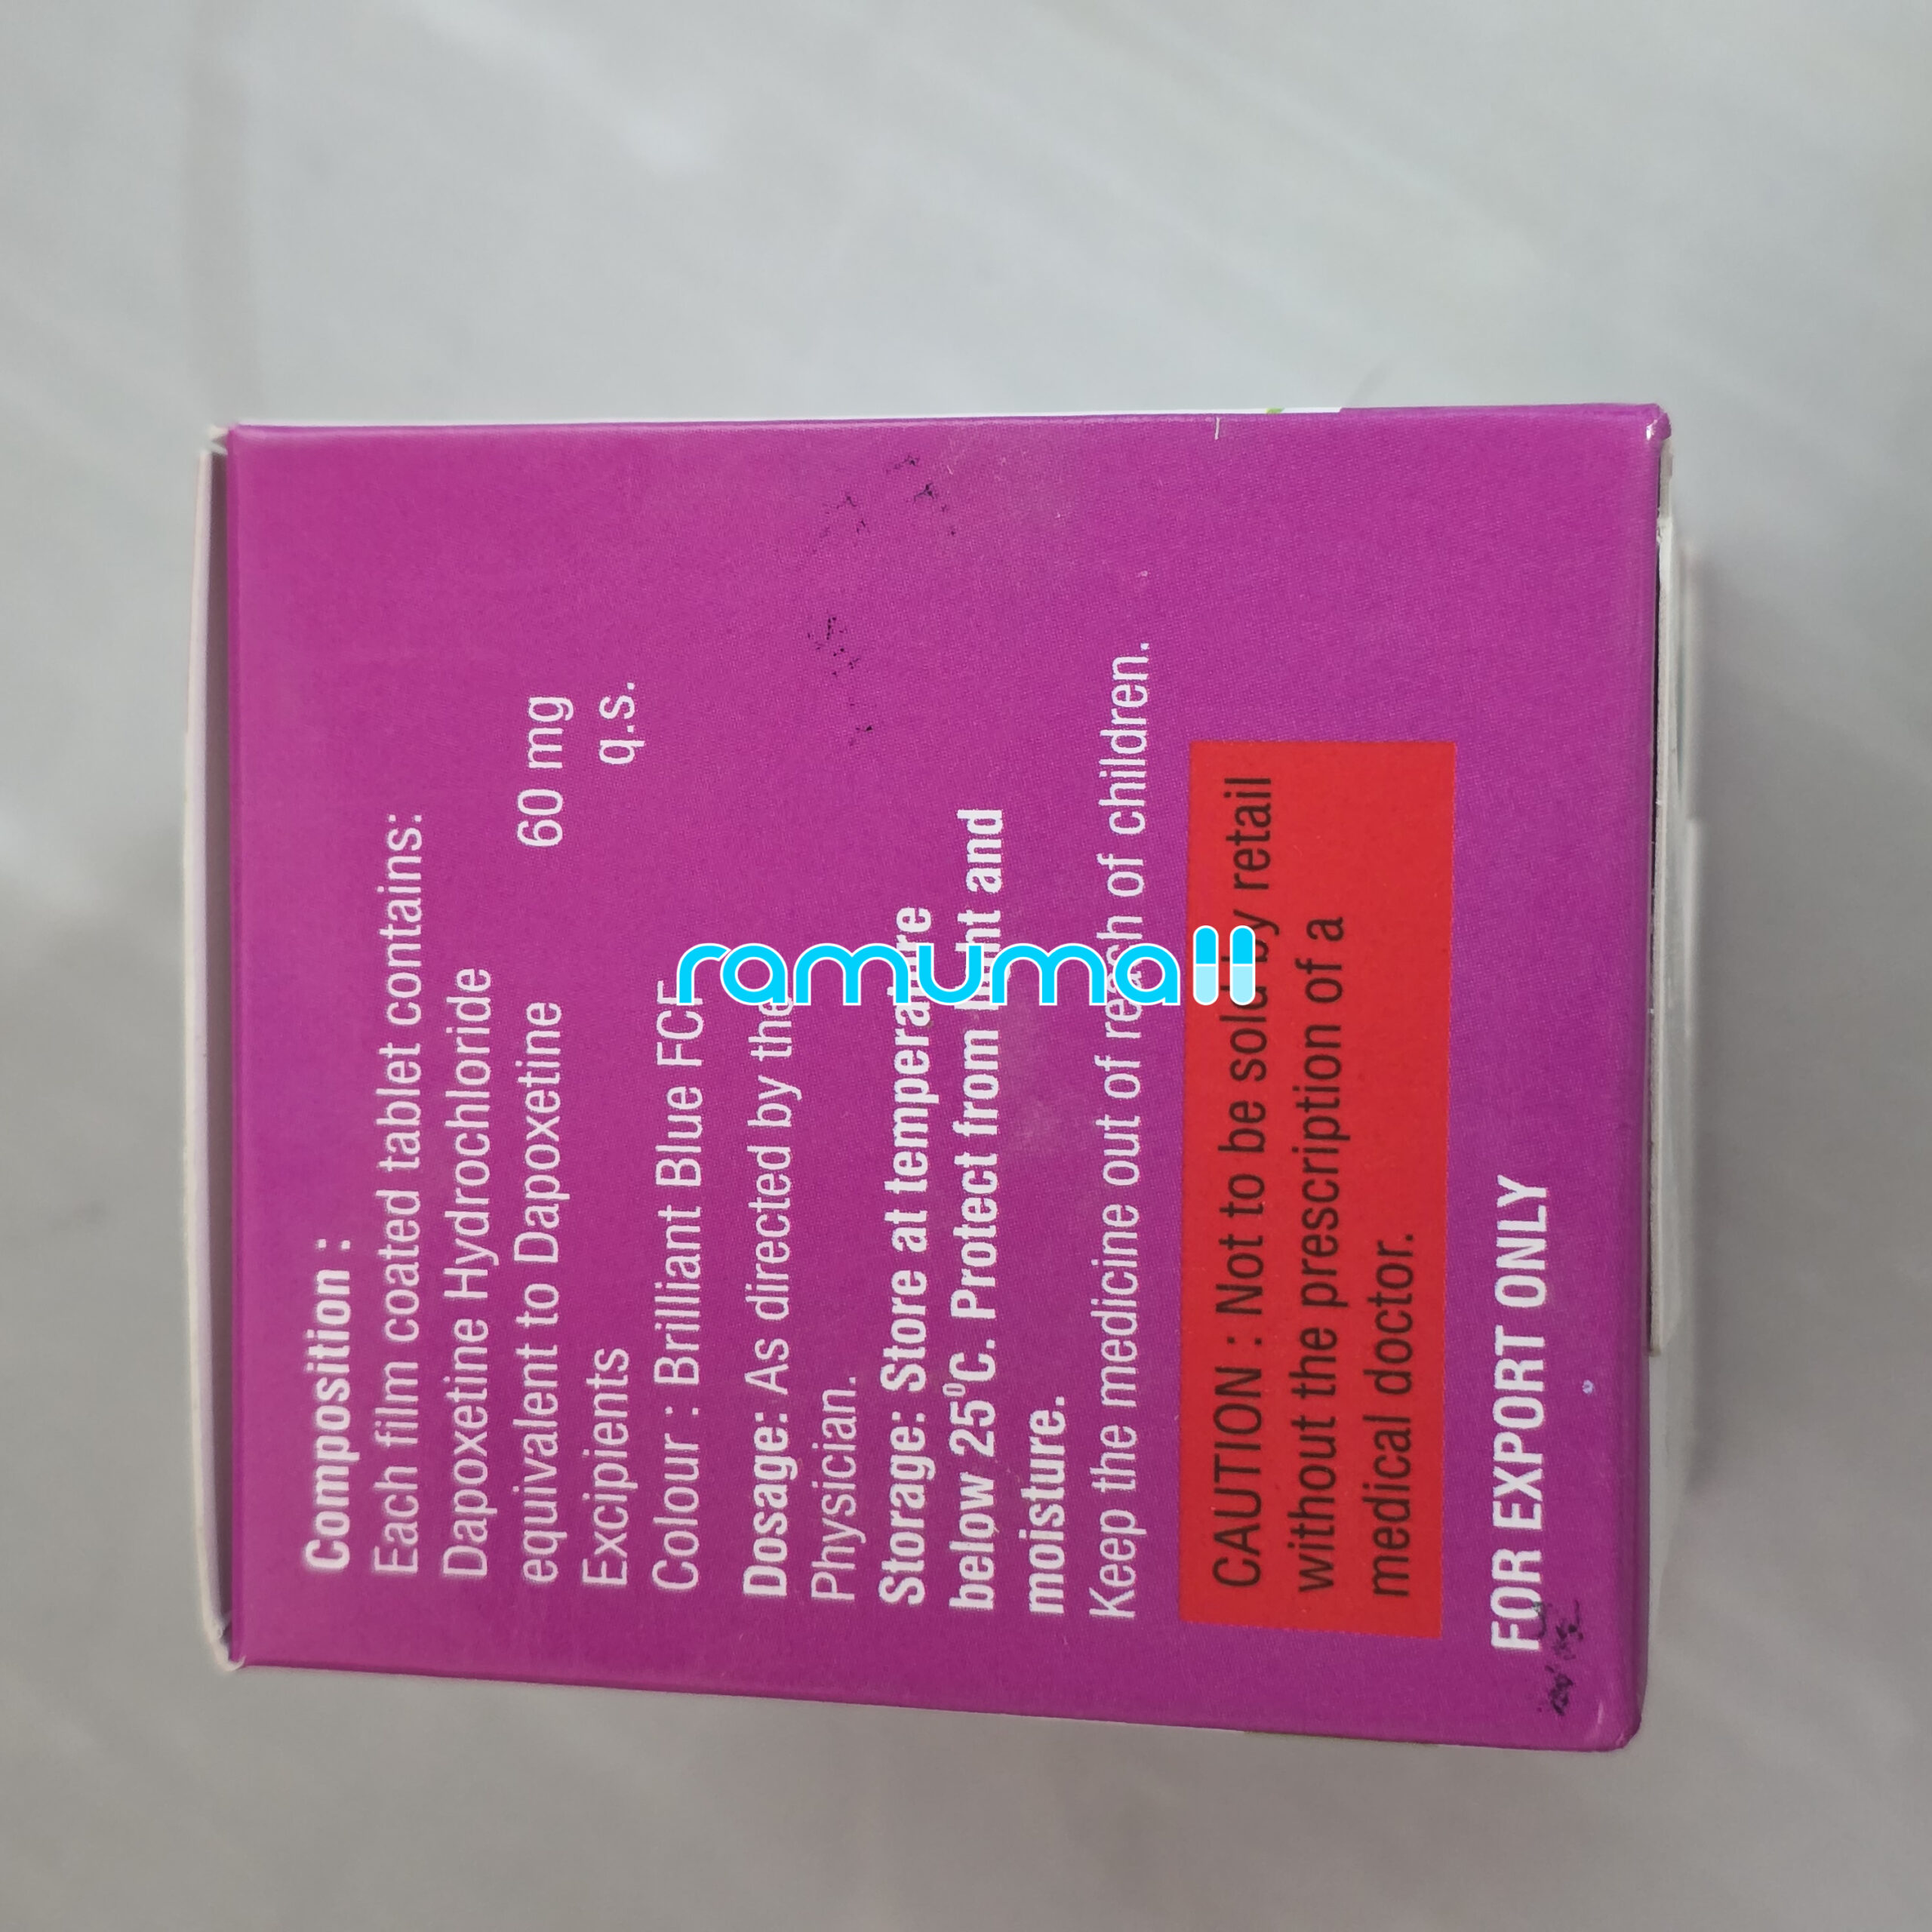 Composition :
Each film coated tablet contains:
Dapoxetine Hydrochloride
equivalent to Dapoxetine 60 mg
Excipients q.s.
Colour : Brilliant Blue FCF
Dosage: As directed by the
Physician.
Storage: Store at temperature
below 25°C. Protect from light and
moisture.
Keep the medicine out of reach of children.
CAUTION : Not to be sold by retail
without the prescription of a
medical doctor.
FOR EXPORT ONLY
ramumall